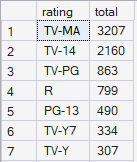 rating total
1 TV-MA 3207
2 TV-14 2160
3 TV-PG 863
4 R 799
5 PG-13 490
6 TV-Y7 334
7 TV-Y 307